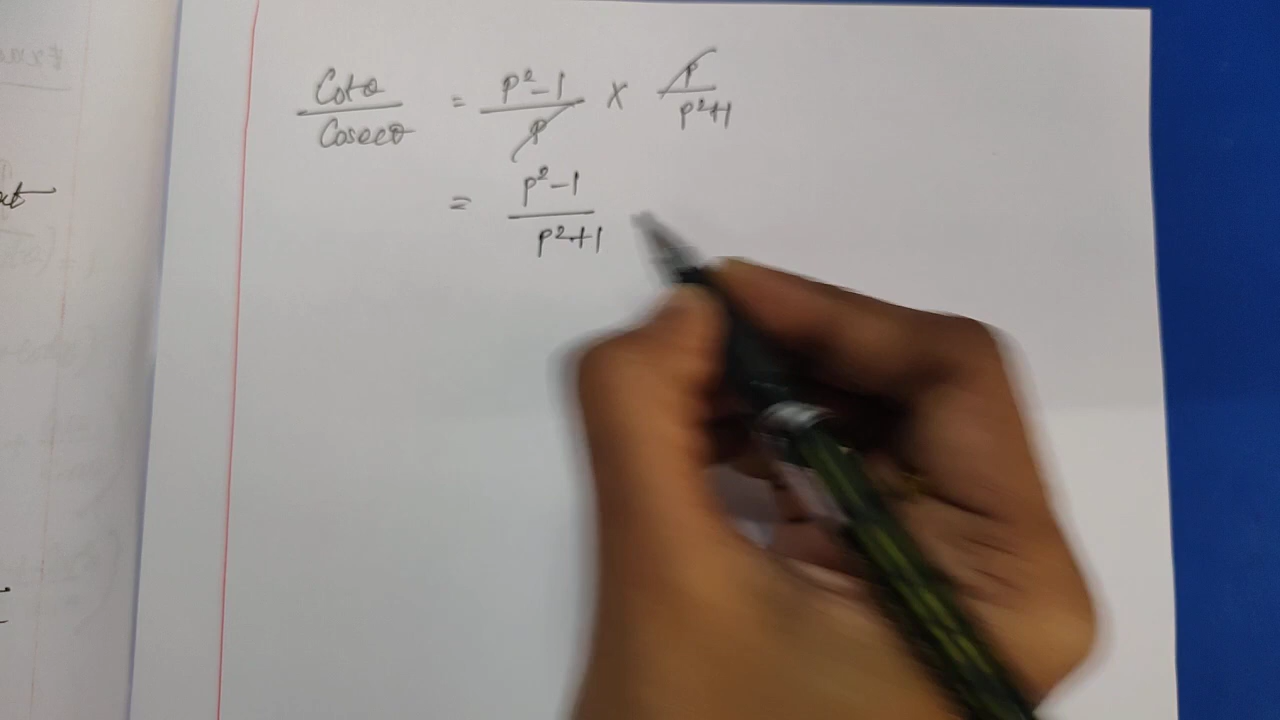 Cotθ / Cosecθ = p²-1 / p × p / p²+1
= p²-1 / p²+1